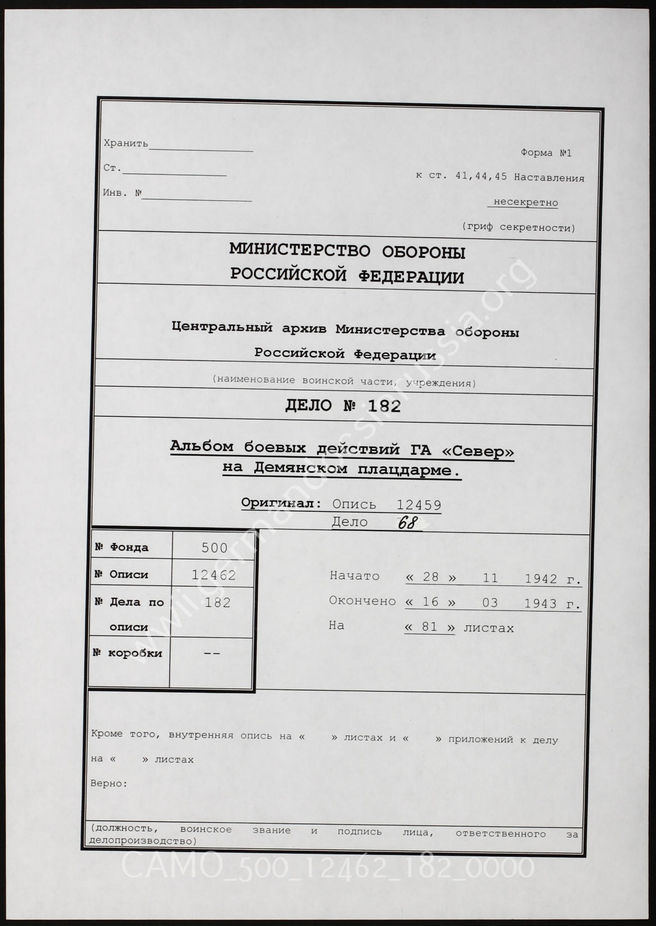 Хранить
Форма №1
Ст.
к ст. 41,44,45 Наставления
Инв. №
несекретно
(гриф секретности)
МИНИСТЕРСТВО ОБОРОНЫ
РОССИЙСКОЙ ФЕДЕРАЦИИ
Центральный архив Министерства обороны
Российской Федерации
(наименование воинской части, учреждения)
ДЕЛО № 182
Альбом боевых действий ГА «Север»
на Демянском плацдарме.
Оригинал: Опись 12459
Дело 68
№ Фонда 500
№ Описи 12462
№ Дела по описи 182
№ коробки --
Начато « 28 » 11 1942 г.
Окончено « 16 » 03 1943 г.
На « 81 » листах
Кроме того, внутренняя опись на « » листах и « » приложений к делу
на « » листах
Верно:
(должность, воинское звание и подпись лица, ответственного за
делопроизводство)
CAMO_500_12462_182_0000